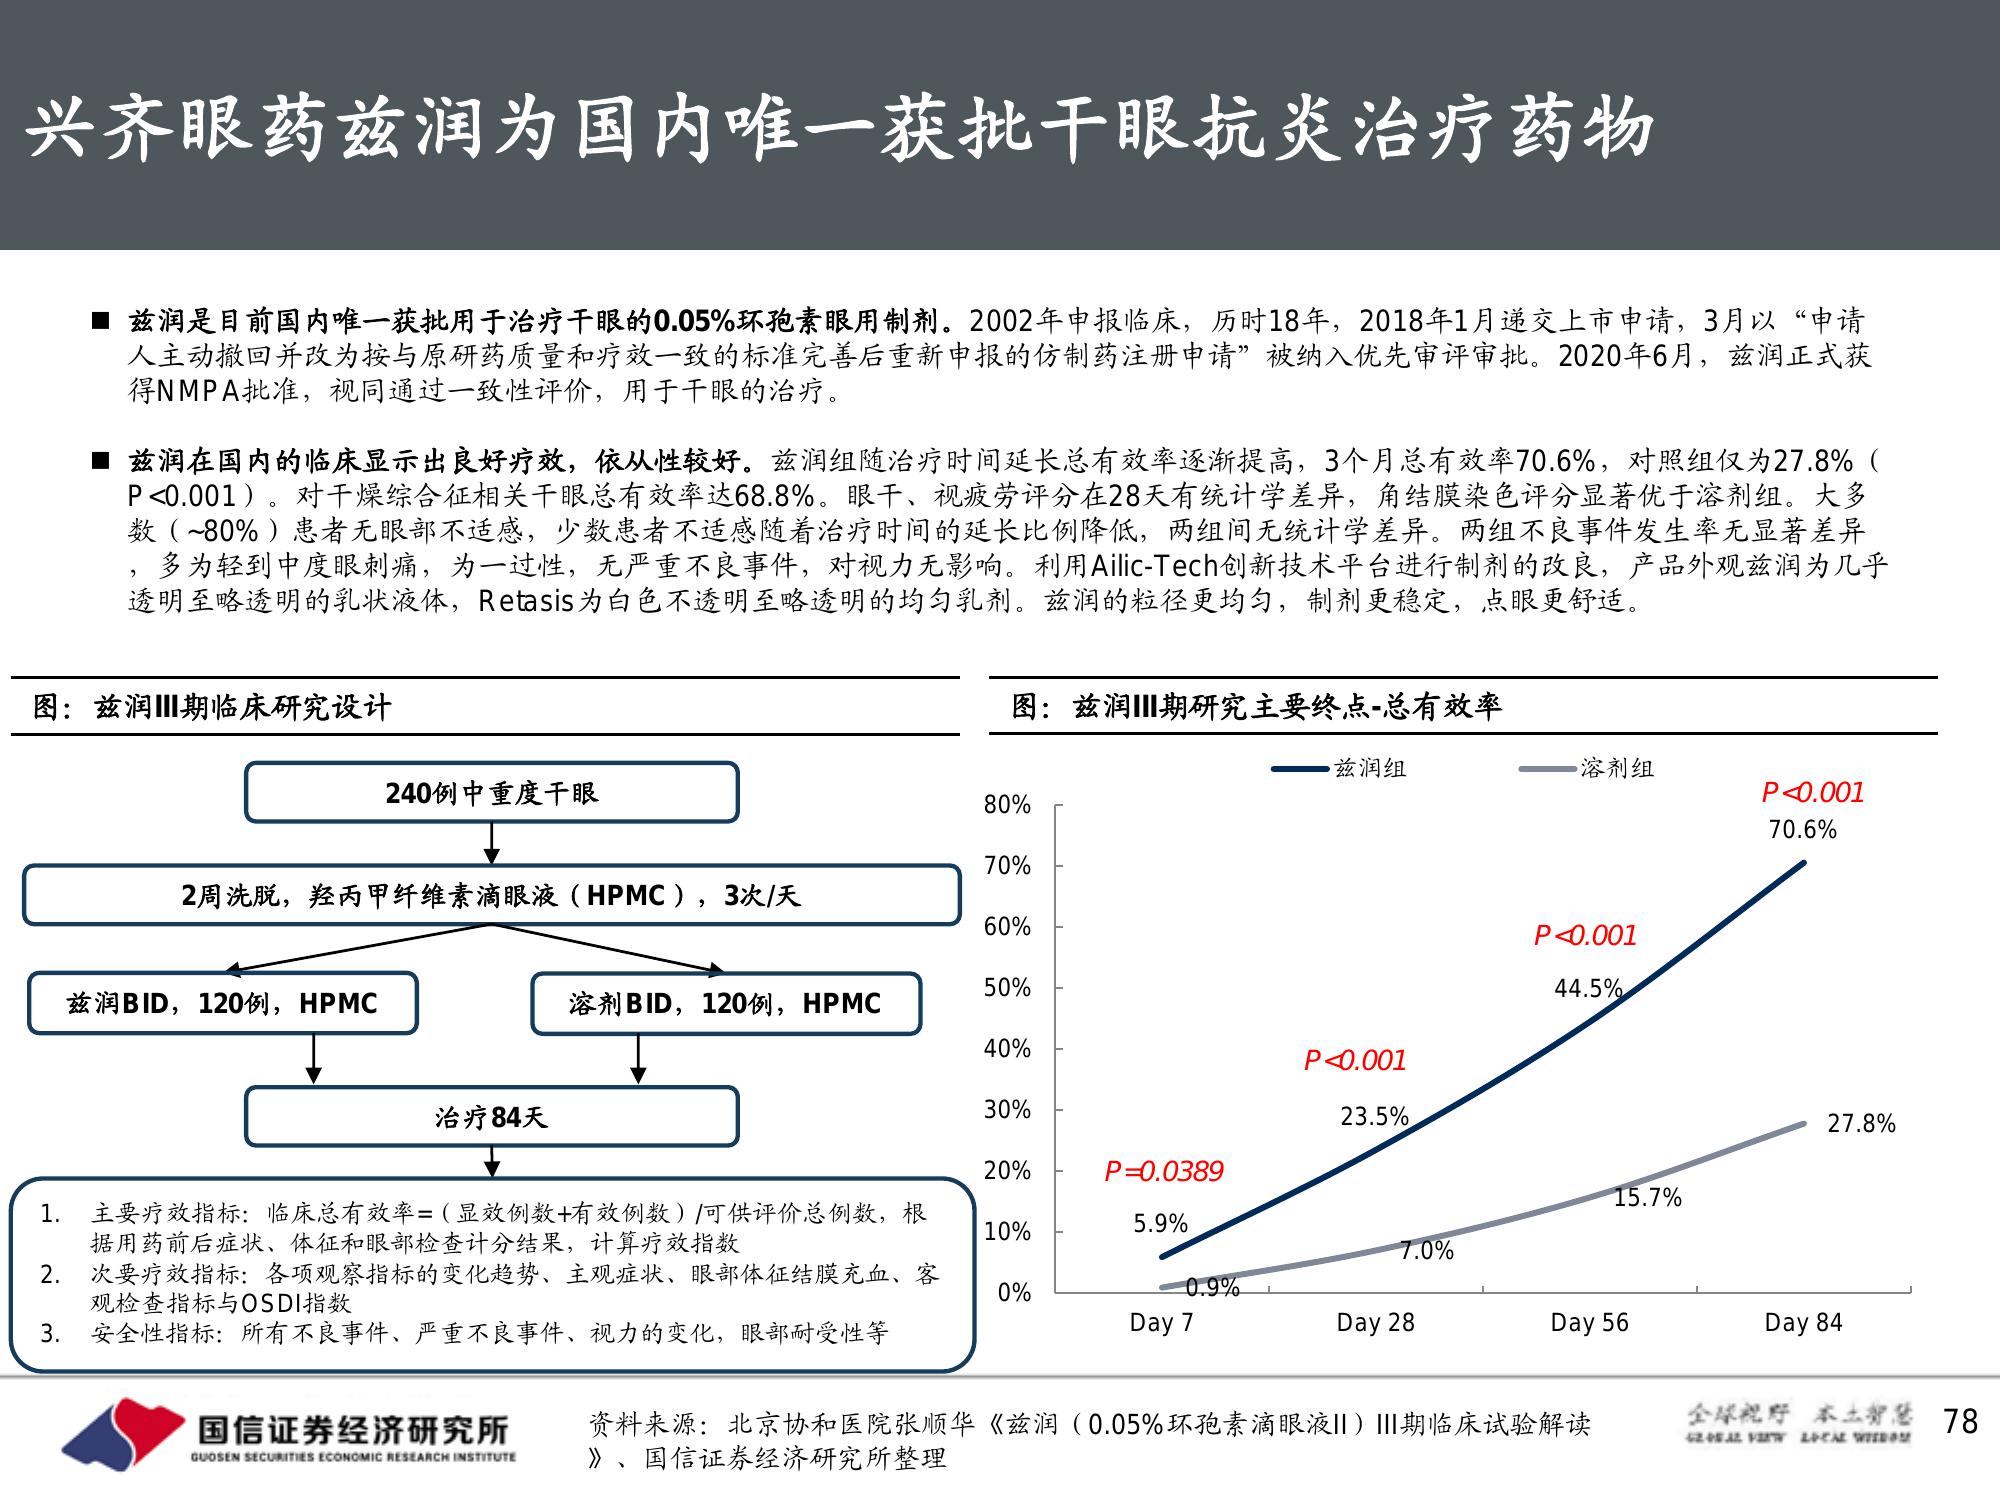 兴齐眼药兹润为国内唯一获批干眼抗炎治疗药物
■ 兹润是目前国内唯一获批用于治疗干眼的0.05%环孢素眼用制剂。2002年申报临床，历时18年，2018年1月递交上市申请，3月以“申请
人主动撤回并改为按与原研药质量和疗效一致的标准完善后重新申报的仿制药注册申请”被纳入优先审评审批。2020年6月，兹润正式获
得NMPA批准，视同通过一致性评价，用于干眼的治疗。
■ 兹润在国内的临床显示出良好疗效，依从性较好。兹润组随治疗时间延长总有效率逐渐提高，3个月总有效率70.6%，对照组仅为27.8%（
P<0.001）。对干燥综合征相关干眼总有效率达68.8%。眼干、视疲劳评分在28天有统计学差异，角结膜染色评分显著优于溶剂组。大多
数（~80%）患者无眼部不适感，少数患者不适感随着治疗时间的延长比例降低，两组间无统计学差异。两组不良事件发生率无显著差异
，多为轻到中度眼刺痛，为一过性，无严重不良事件，对视力无影响。利用Ailic-Tech创新技术平台进行制剂的改良，产品外观兹润为几乎
透明至略透明的乳状液体，Retasis为白色不透明至略透明的均匀乳剂。兹润的粒径更均匀，制剂更稳定，点眼更舒适。
图：兹润III期临床研究设计
240例中重度干眼
2周洗脱，羟丙甲纤维素滴眼液（HPMC），3次/天
兹润BID，120例，HPMC
溶剂BID，120例，HPMC
治疗84天
1. 主要疗效指标：临床总有效率=（显效例数+有效例数）/可供评价总例数，根
据用药前后症状、体征和眼部检查计分结果，计算疗效指数
2. 次要疗效指标：各项观察指标的变化趋势、主观症状、眼部体征结膜充血、客
观检查指标与OSDI指数
3. 安全性指标：所有不良事件、严重不良事件、视力的变化，眼部耐受性等
图：兹润III期研究主要终点-总有效率
兹润组 溶剂组
80%
70%
60%
50%
40%
30%
20%
10%
0%
P<0.001
70.6%
P<0.001
44.5%
P<0.001
23.5%
27.8%
P=0.0389
15.7%
5.9%
7.0%
0.9%
Day 7 Day 28 Day 56 Day 84
国信证券经济研究所
GUOSEN SECURITIES ECONOMIC RESEARCH INSTITUTE
资料来源：北京协和医院张顺华《兹润（0.05%环孢素滴眼液II）III期临床试验解读
》、国信证券经济研究所整理
全球视野 本土智慧
GLOBAL VIEW LOCAL WISDOM
78